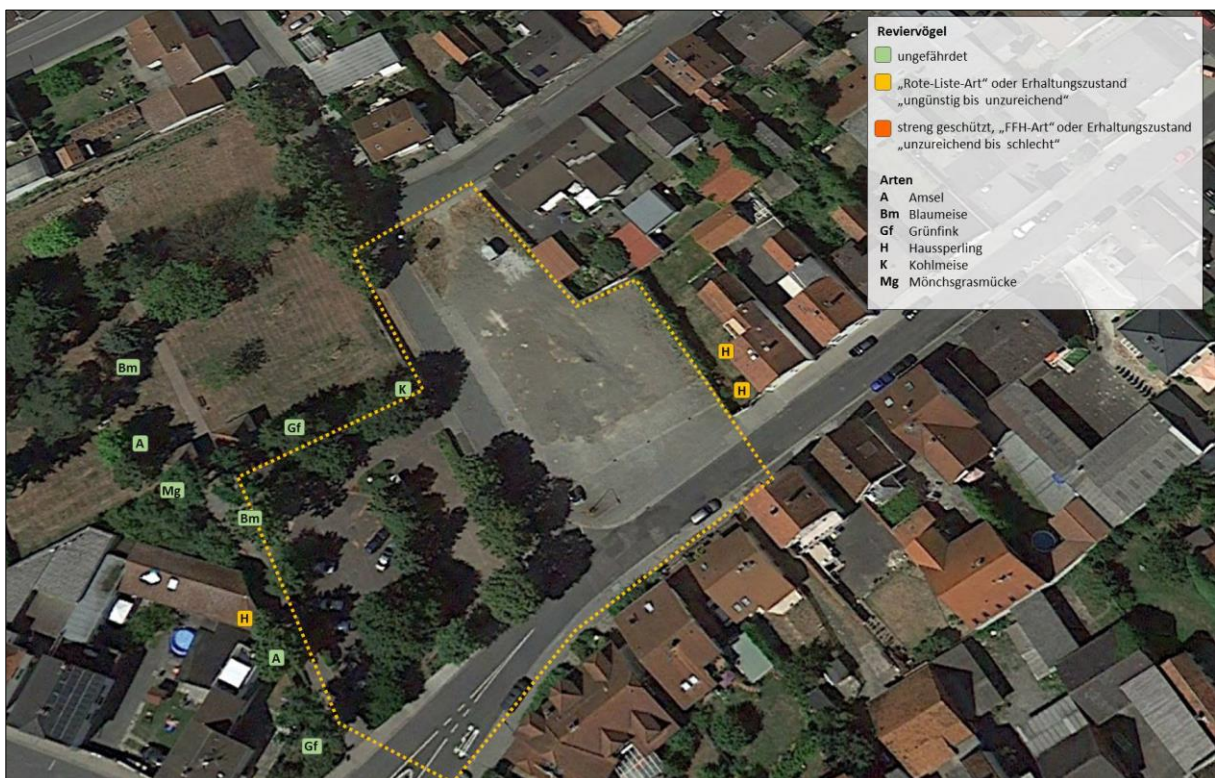 Reviervögel
ungefährdet
„Rote-Liste-Art“ oder Erhaltungszustand
„ungünstig bis unzureichend“
streng geschützt, „FFH-Art“ oder Erhaltungszustand
„unzureichend bis schlecht“
Arten
A Amsel
Bm Blaumeise
Gf Grünfink
H Haussperling
K Kohlmeise
Mg Mönchsgrasmücke
H
Bm
K
H
Gf
A
Mg
Bm
H
A
Gf